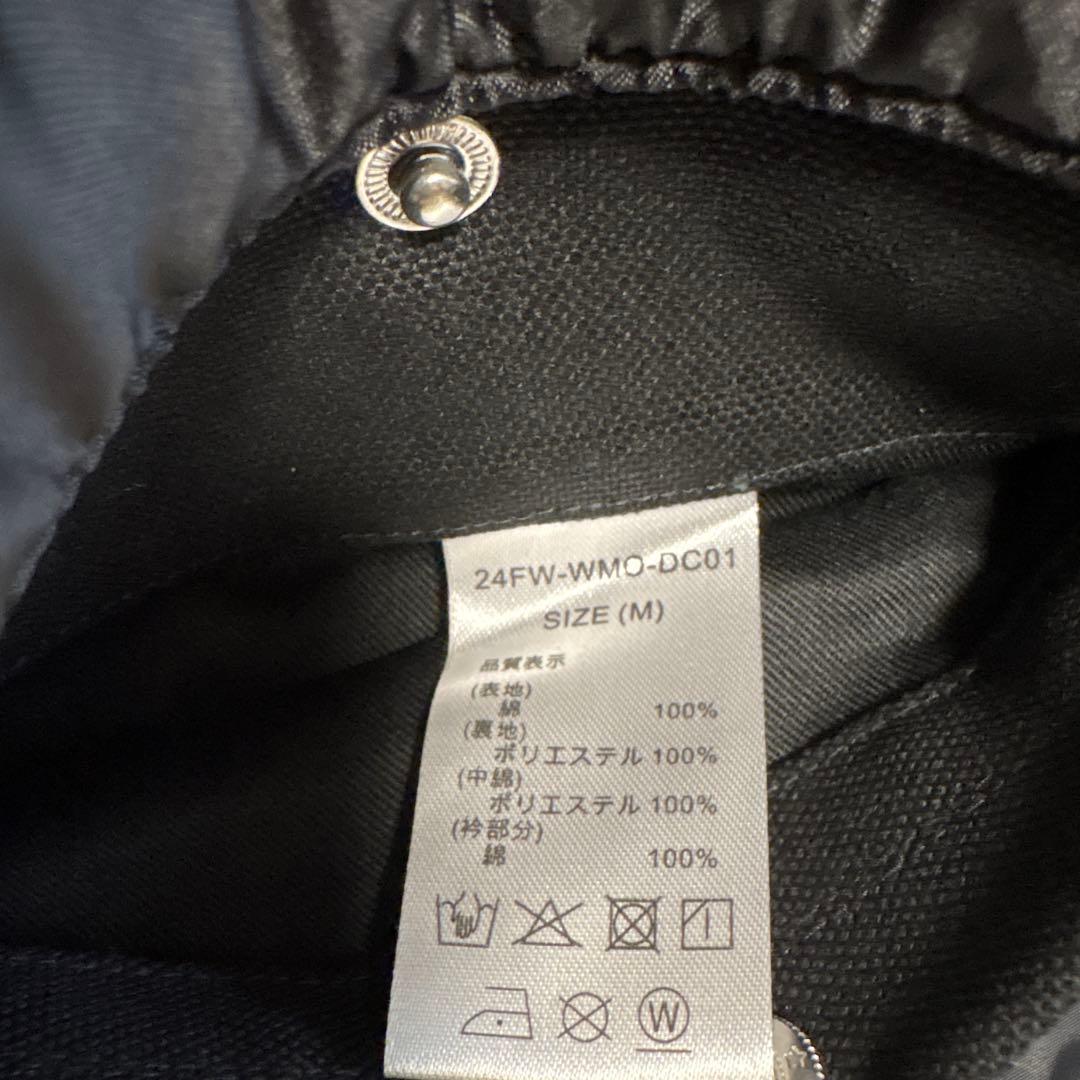 24FW-WMO-DC01
SIZE (M)
品質表示
(表地)
綿 100%
(裏地)
ポリエステル 100%
(中綿)
ポリエステル 100%
(衿部分)
綿 100%
W